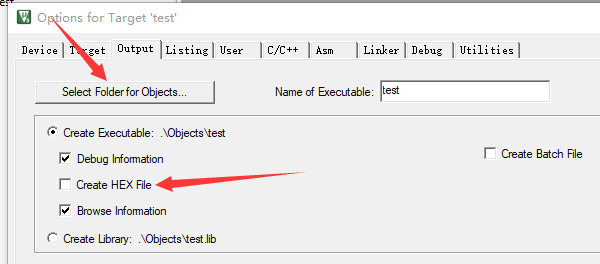 Options for Target 'test'
Device Target Output Listing User C/C++ Asm Linker Debug Utilities
Select Folder for Objects... Name of Executable: test
Create Executable: .\Objects\test
Debug Information Create Batch File
Create HEX File
Browse Information
Create Library: .\Objects\test.lib